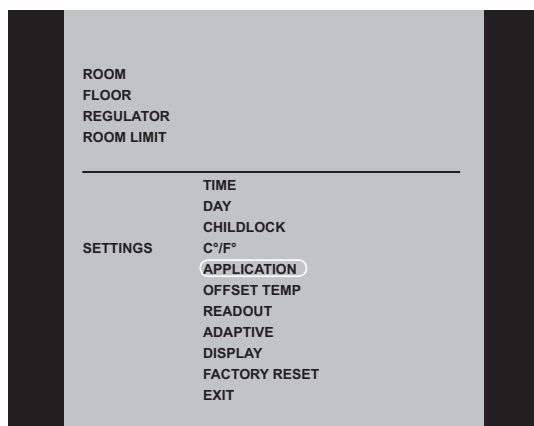 ROOM
FLOOR
REGULATOR
ROOM LIMIT
TIME
DAY
CHILDLOCK
SETTINGS C°/F°
APPLICATION
OFFSET TEMP
READOUT
ADAPTIVE
DISPLAY
FACTORY RESET
EXIT